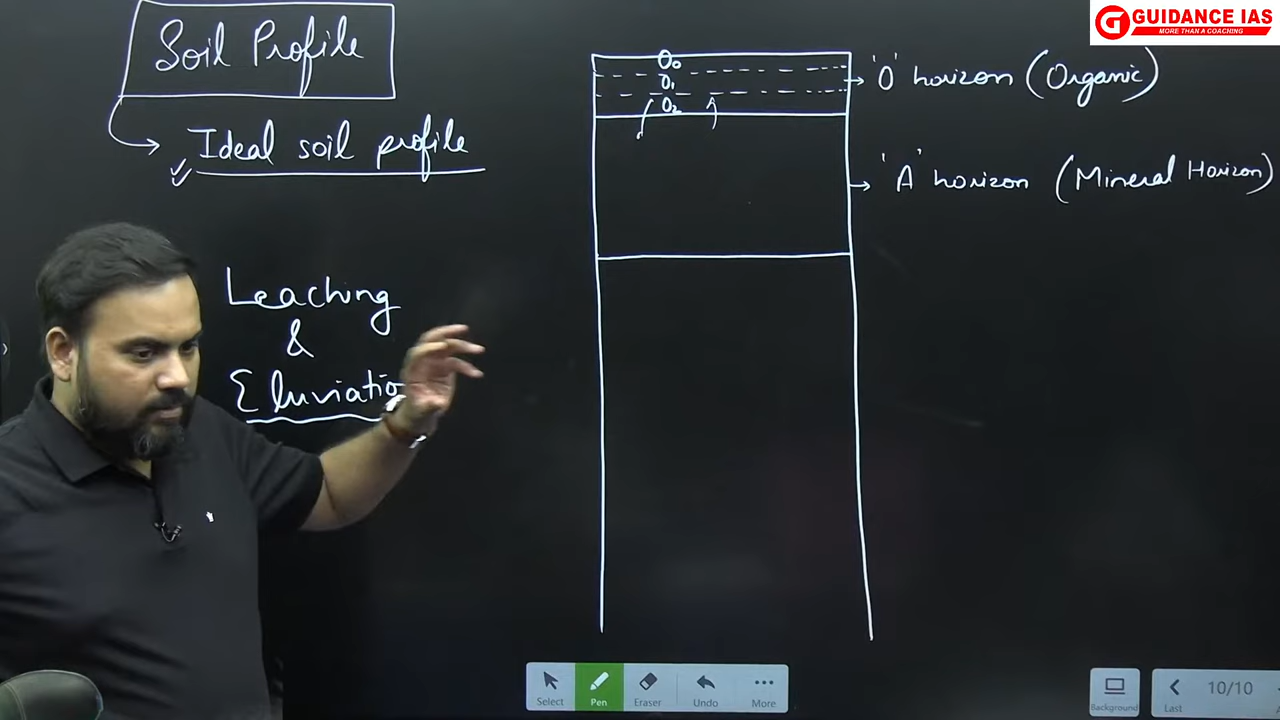 Soil Profile
Ideal soil profile
Leaching
&
Eluviatio
O₀
O₁
O₂
'O' horizon (Organic)
'A' horizon (Mineral Horizon)
G GUIDANCE IAS
MORE THAN A COACHING
Select
Pen
Eraser
Undo
More
Background
Last
10/10